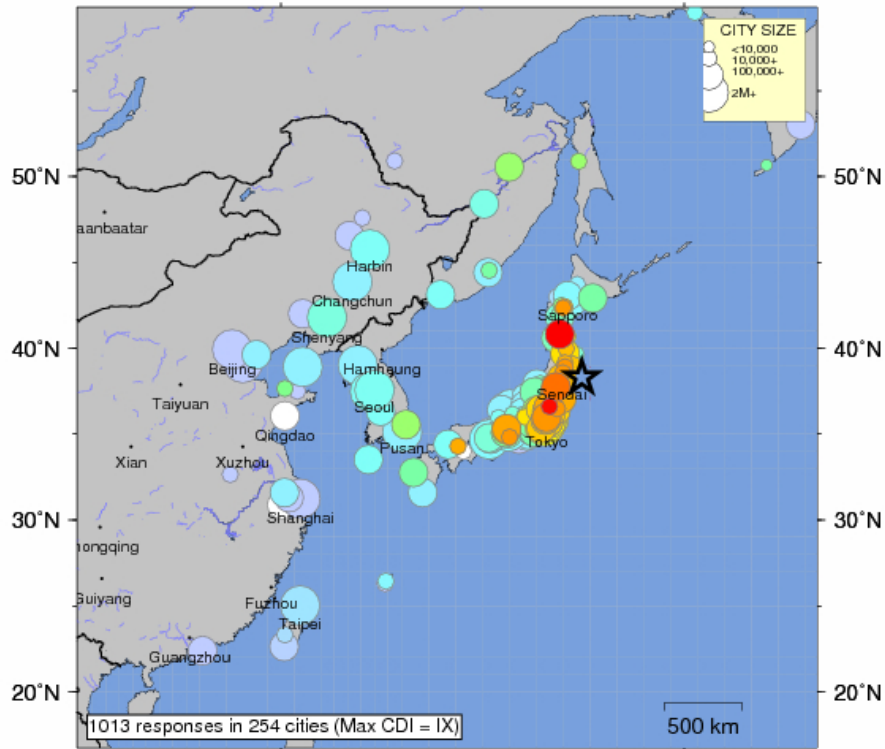 CITY SIZE
<10,000
10,000+
100,000+
2M+
50°N
50°N
aanbaatar
Harbin
Changchun
Sapporo
Shenyang
40°N
40°N
Beijing
Hamheung
Taiyuan
Seoul
Sendai
Qingdao
Tokyo
Pusan
Xian
Xuzhou
30°N
30°N
Shanghai
hongqing
Guiyang
Fuzhou
Taipei
Guangzhou
20°N
20°N
1013 responses in 254 cities (Max CDI = IX)
500 km